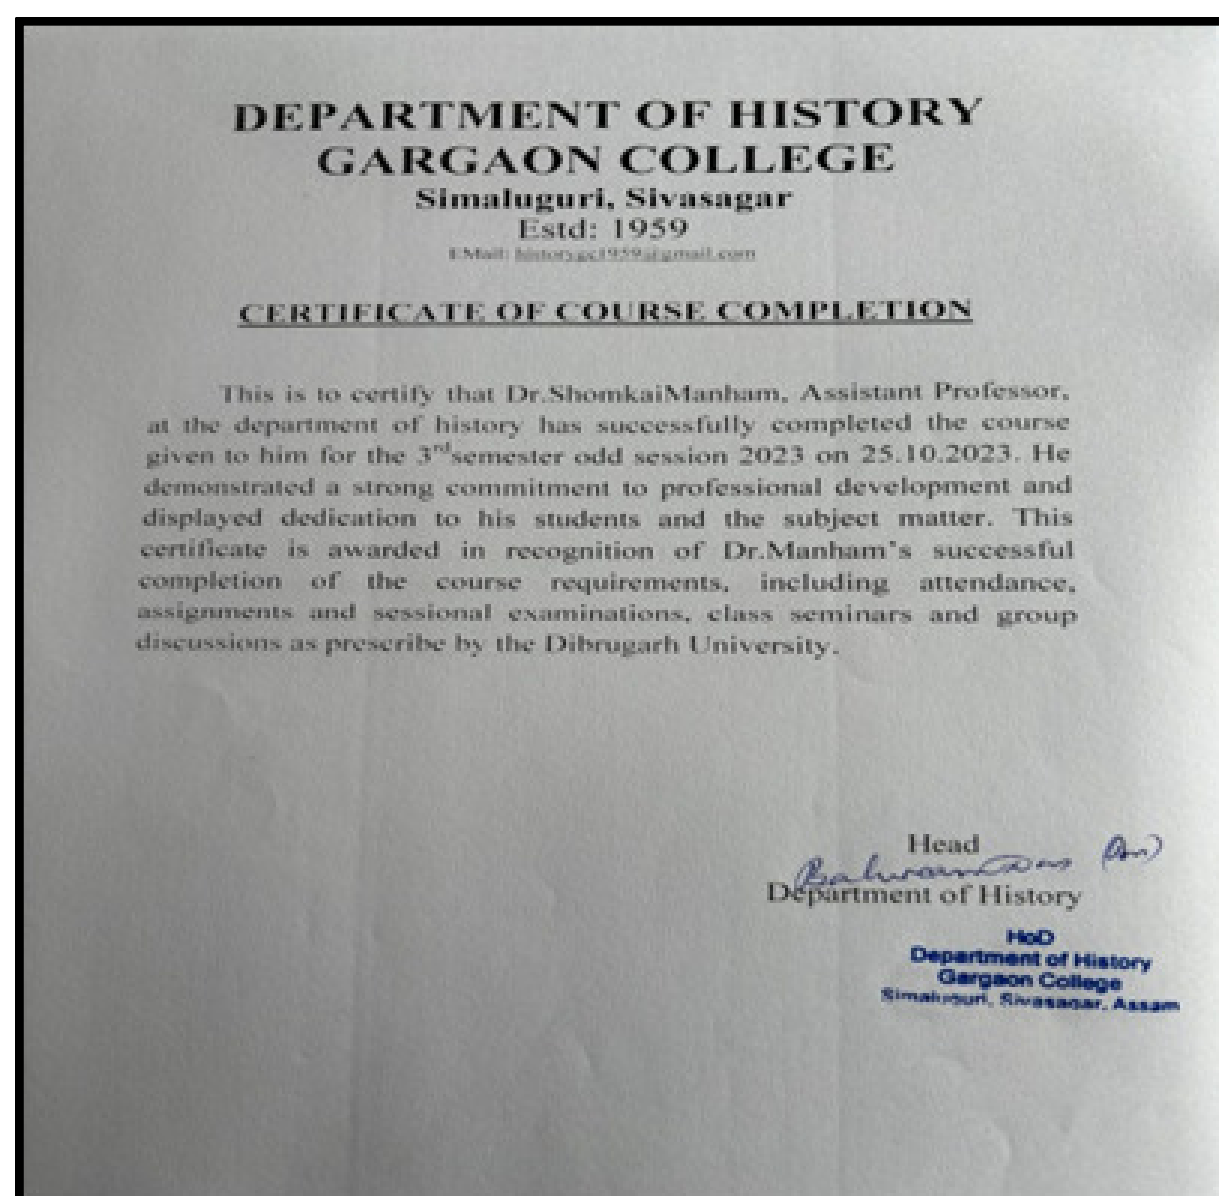 DEPARTMENT OF HISTORY
GARGAON COLLEGE
Simaluguri, Sivasagar
Estd: 1959
EMail: historygc1959@gmail.com
CERTIFICATE OF COURSE COMPLETION
This is to certify that Dr.ShomkaiManham, Assistant Professor,
at the department of history has successfully completed the course
given to him for the 3rdsemester odd session 2023 on 25.10.2023. He
demonstrated a strong commitment to professional development and
displayed dedication to his students and the subject matter. This
certificate is awarded in recognition of Dr.Manham's successful
completion of the course requirements, including attendance,
assignments and sessional examinations, class seminars and group
discussions as prescribe by the Dibrugarh University.
Head
Department of History
HoD
Department of History
Gargaon College
Simaluguri, Sivasagar, Assam